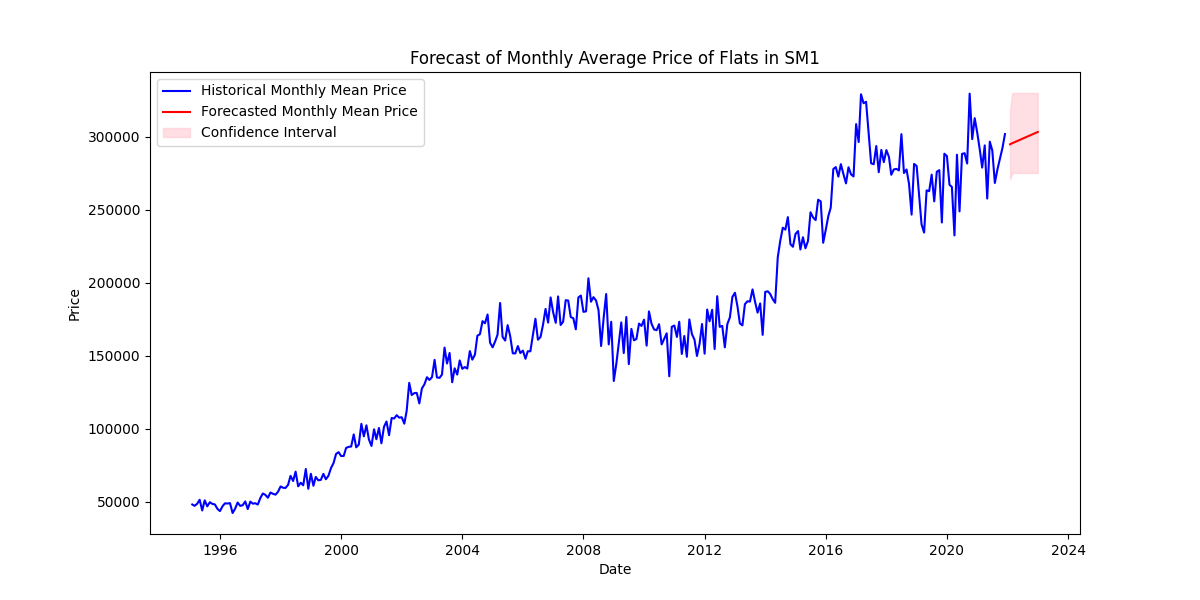 Forecast of Monthly Average Price of Flats in SM1
Historical Monthly Mean Price
Forecasted Monthly Mean Price
Confidence Interval
300000
250000
200000
150000
100000
50000
Price
1996 2000 2004 2008 2012 2016 2020 2024
Date